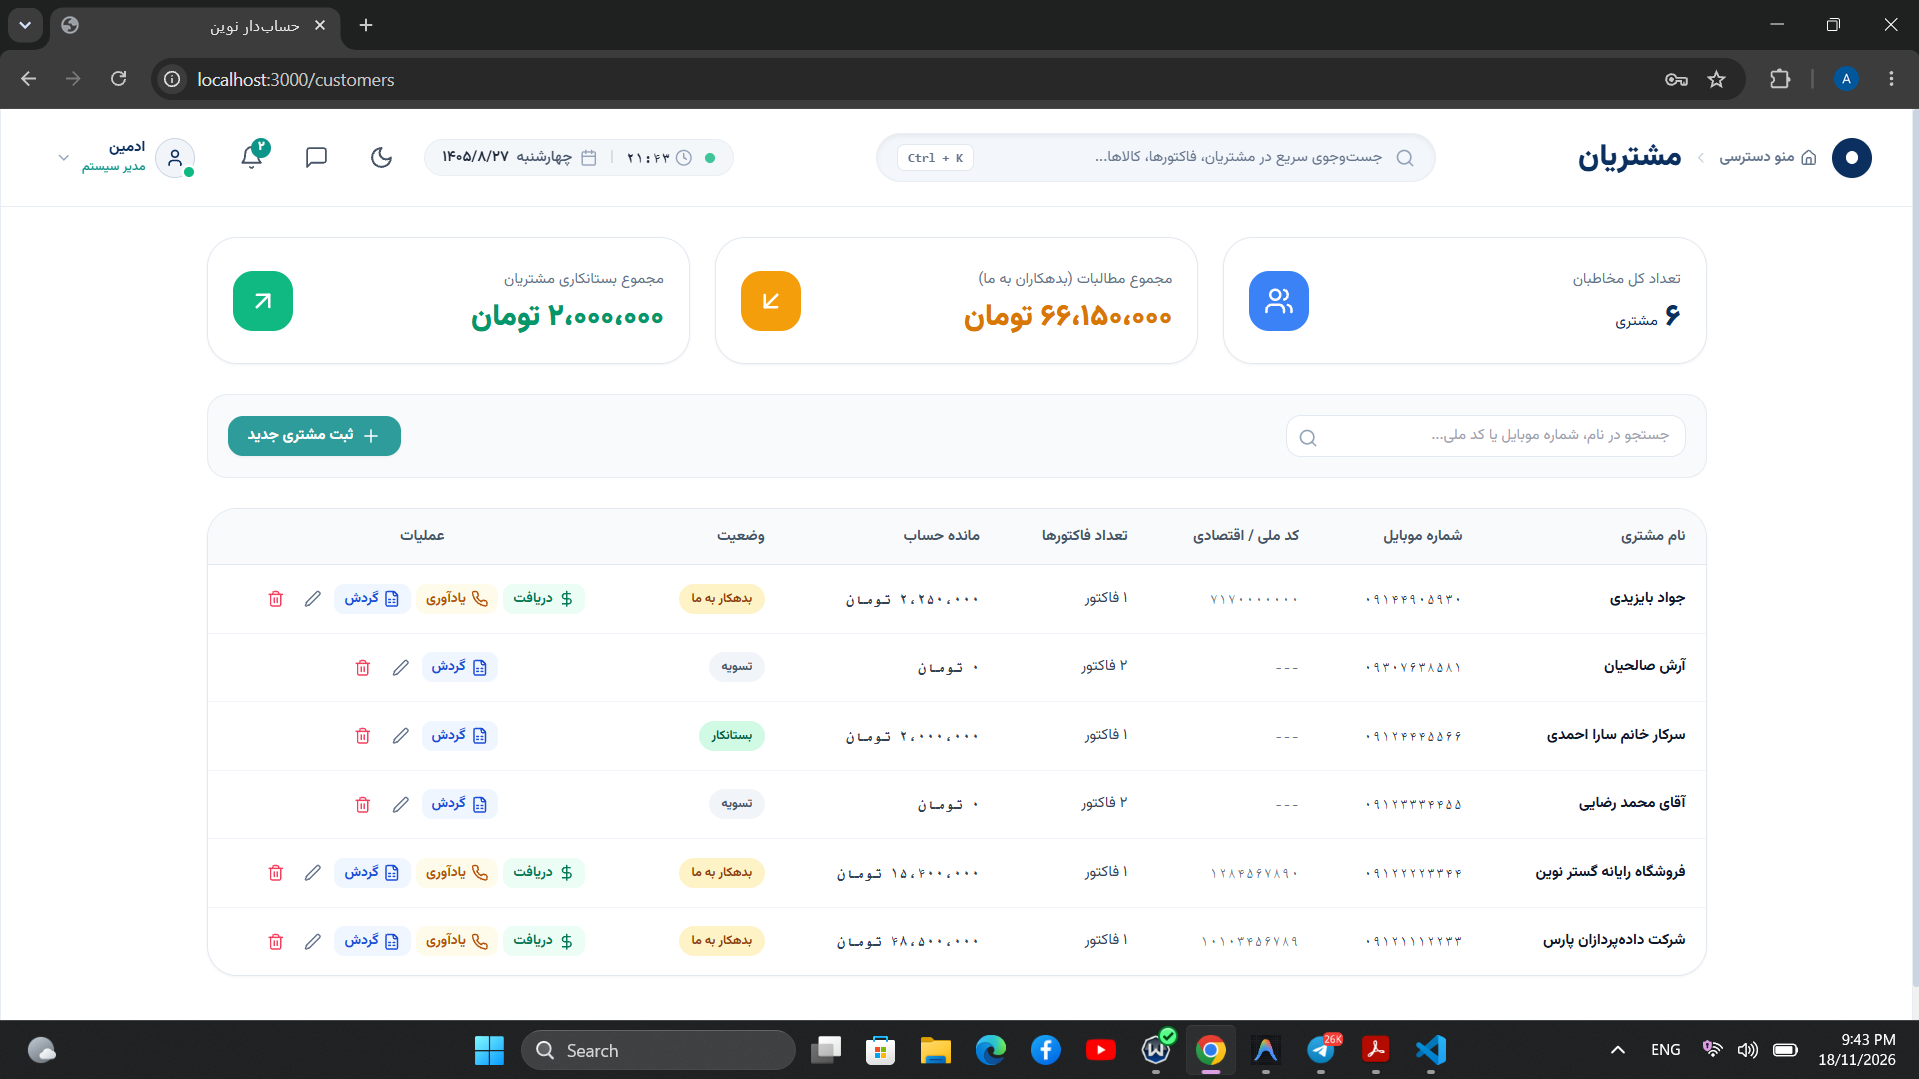 حساب‌دار نوین
localhost:3000/customers
A
مشتریان
منو دسترسی
جست‌وجوی سریع در مشتریان، فاکتورها، کالاها...
Ctrl + K
۲۱:۴۳
چهارشنبه ۱۴۰۵/۸/۲۷
۲
ادمین
مدیر سیستم
تعداد کل مخاطبان
۶ مشتری
مجموع مطالبات (بدهکاران به ما)
۶۶،۱۵۰،۰۰۰ تومان
مجموع بستانکاری مشتریان
۲،۰۰۰،۰۰۰ تومان
جستجو در نام، شماره موبایل یا کد ملی...
ثبت مشتری جدید
نام مشتری شماره موبایل کد ملی / اقتصادی تعداد فاکتورها مانده حساب وضعیت عملیات
جواد بایزیدی ۰۹۱۴۴۹۰۵۹۳۰ ۷۱۷۰۰۰۰۰۰۰ ۱ فاکتور ۲،۲۵۰،۰۰۰ تومان بدهکار به ما دریافت یادآوری گردش
آرش صالحیان ۰۹۳۰۷۶۳۸۵۸۱ --- ۲ فاکتور ۰ تومان تسویه گردش
سرکار خانم سارا احمدی ۰۹۱۲۴۴۴۵۵۶۶ --- ۱ فاکتور ۲،۰۰۰،۰۰۰ تومان بستانکار گردش
آقای محمد رضایی ۰۹۱۲۳۳۳۴۴۵۵ --- ۲ فاکتور ۰ تومان تسویه گردش
فروشگاه رایانه گستر نوین ۰۹۱۲۲۲۲۳۳۴۴ ۱۲۸۴۵۶۷۸۹۰ ۱ فاکتور ۱۵،۴۰۰،۰۰۰ تومان بدهکار به ما دریافت یادآوری گردش
شرکت داده‌پردازان پارس ۰۹۱۲۱۱۱۲۲۳۳ ۱۰۱۰۳۴۵۶۷۸۹ ۱ فاکتور ۴۸،۵۰۰،۰۰۰ تومان بدهکار به ما دریافت یادآوری گردش
Search
26K
ENG
9:43 PM
18/11/2026